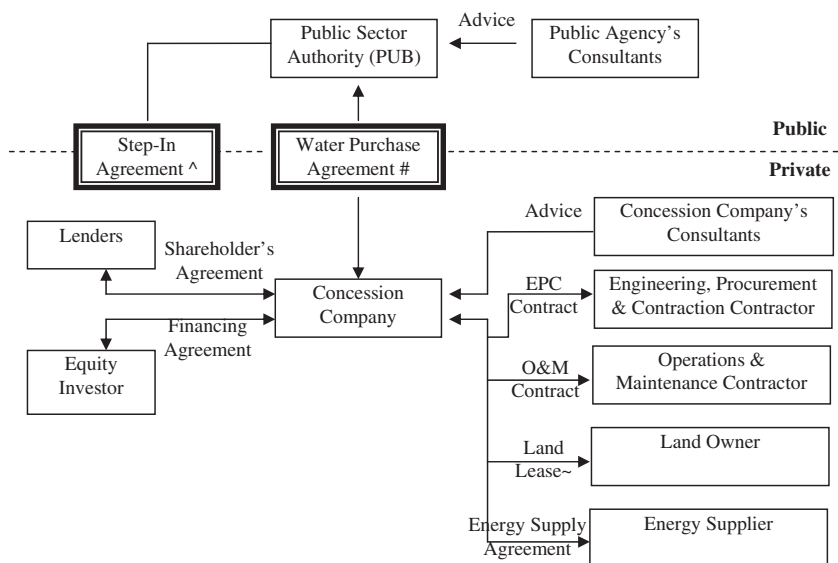 Public Sector
Authority (PUB)
Advice
Public Agency's
Consultants
Public
Step-In
Agreement ^
Water Purchase
Agreement #
Private
Lenders
Shareholder's
Agreement
Concession
Company
Financing
Agreement
Equity
Investor
Advice
Concession Company's
Consultants
EPC
Contract
Engineering, Procurement
& Contraction Contractor
O&M
Contract
Operations &
Maintenance Contractor
Land
Lease~
Land Owner
Energy Supply
Agreement
Energy Supplier